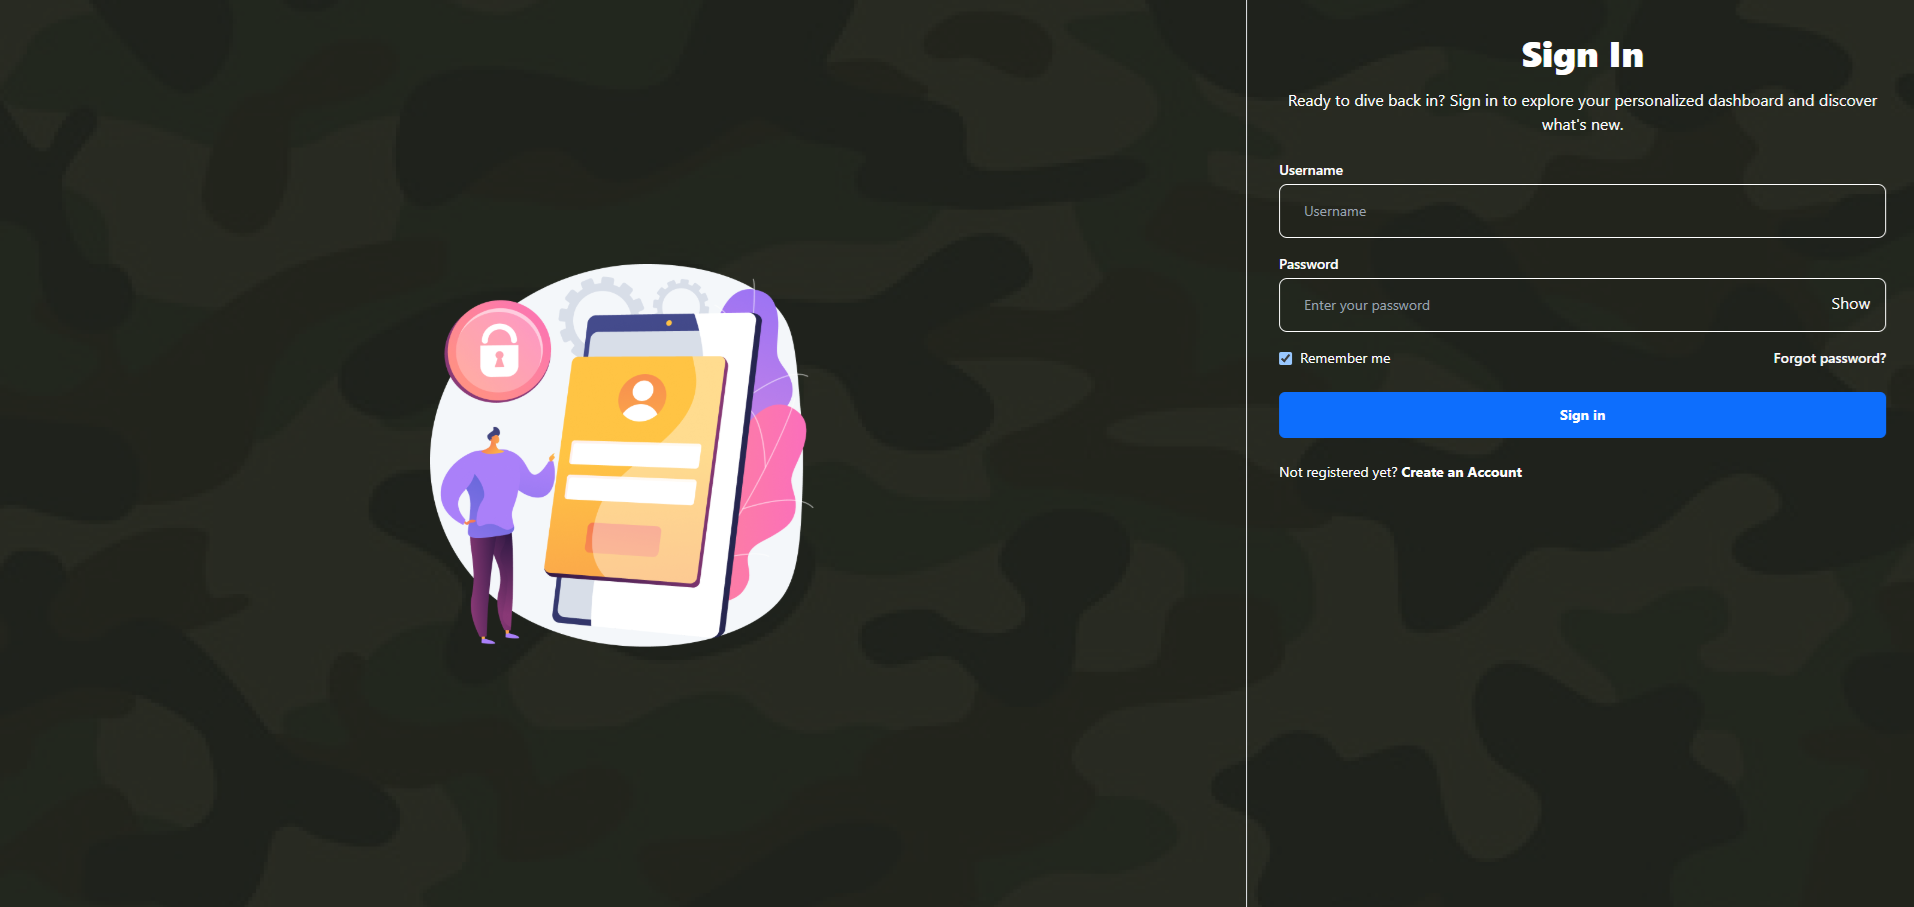 Sign In
Ready to dive back in? Sign in to explore your personalized dashboard and discover
what's new.
Username
Username
Password
Enter your password
Show
Remember me
Forgot password?
Sign in
Not registered yet? Create an Account